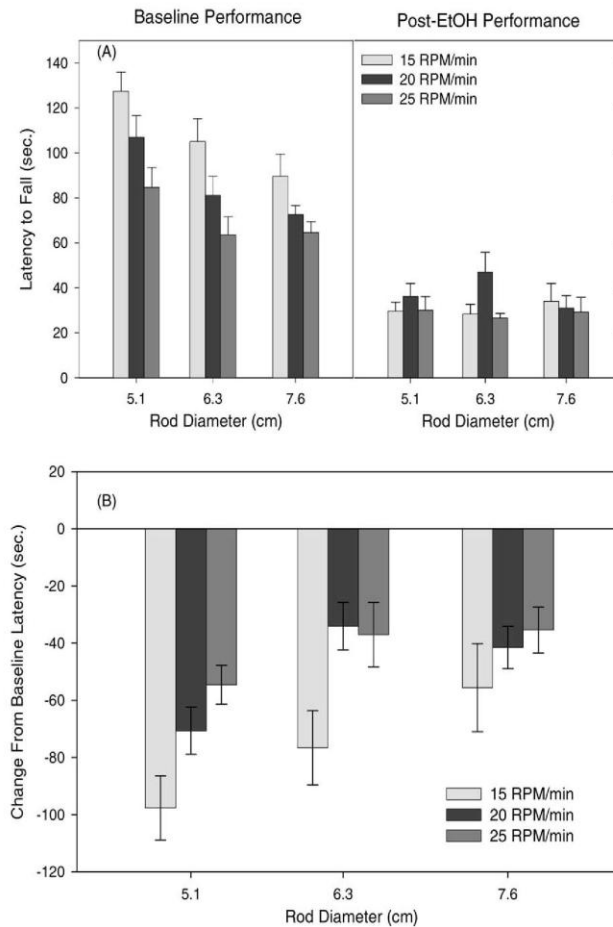 Baseline Performance
Post-EtOH Performance
(A)
140
120
100
80
60
40
20
0
Latency to Fall (sec.)
15 RPM/min
20 RPM/min
25 RPM/min
5.1
6.3
7.6
5.1
6.3
7.6
Rod Diameter (cm)
Rod Diameter (cm)
(B)
20
0
-20
-40
-60
-80
-100
-120
Change From Baseline Latency (sec.)
15 RPM/min
20 RPM/min
25 RPM/min
5.1
6.3
7.6
Rod Diameter (cm)